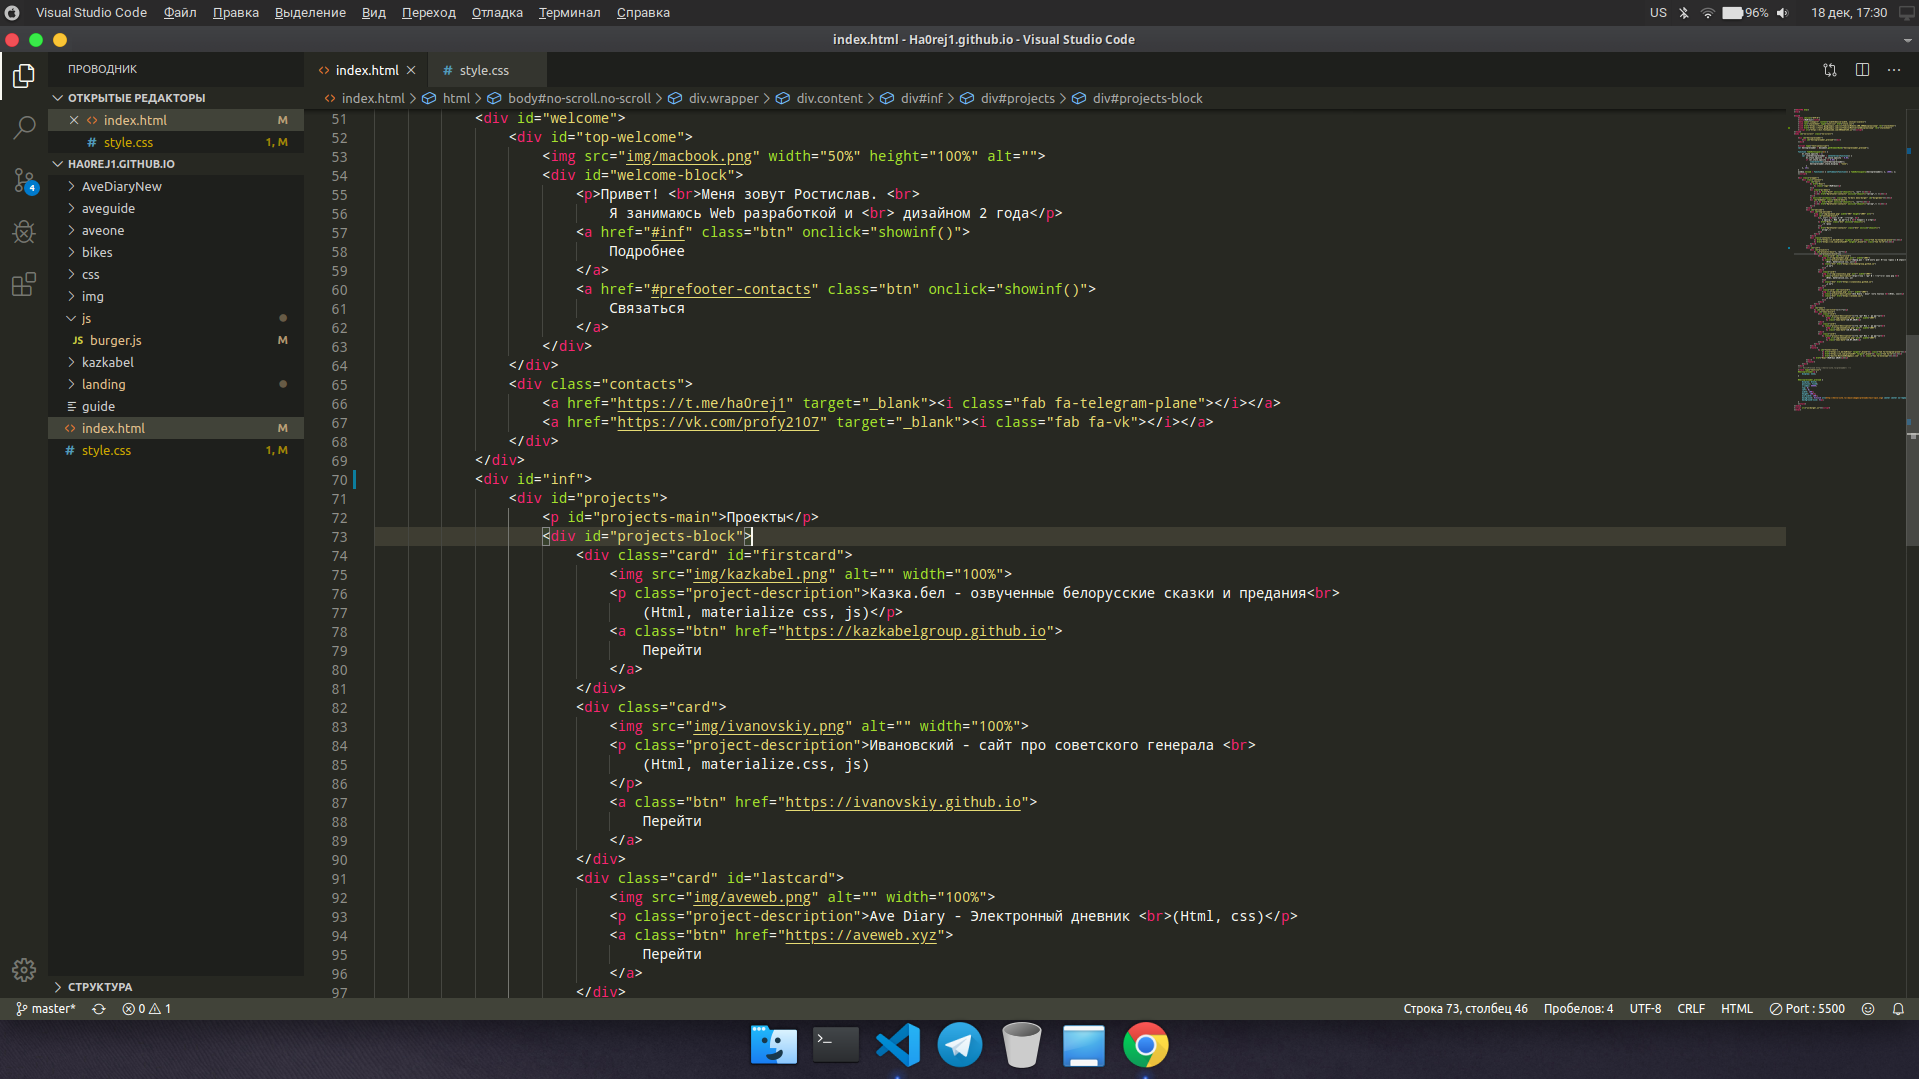 Visual Studio Code Файл Правка Выделение Вид Переход Отладка Терминал Справка US 96% 18 дек, 17:30
index.html - Ha0rej1.github.io - Visual Studio Code
ПРОВОДНИК
ОТКРЫТЫЕ РЕДАКТОРЫ
index.html M
# style.css 1, M
HA0REJ1.GITHUB.IO
AveDiaryNew
aveguide
aveone
bikes
css
img
js
JS burger.js M
kazkabel
landing
guide
index.html M
# style.css 1, M
СТРУКТУРА
4
index.html
# style.css
index.html > html > body#no-scroll.no-scroll > div.wrapper > div.content > div#inf > div#projects > div#projects-block
51 <div id="welcome">
52 <div id="top-welcome">
53 <img src="img/macbook.png" width="50%" height="100%" alt="">
54 <div id="welcome-block">
55 <p>Привет! <br>Меня зовут Ростислав. <br>
56 Я занимаюсь Web разработкой и <br> дизайном 2 года</p>
57 <a href="#inf" class="btn" onclick="showinf()">
58 Подробнее
59 </a>
60 <a href="#prefooter-contacts" class="btn" onclick="showinf()">
61 Связаться
62 </a>
63 </div>
64 </div>
65 <div class="contacts">
66 <a href="https://t.me/ha0rej1" target="_blank"><i class="fab fa-telegram-plane"></i></a>
67 <a href="https://vk.com/profy2107" target="_blank"><i class="fab fa-vk"></i></a>
68 </div>
69 </div>
70 <div id="inf">
71 <div id="projects">
72 <p id="projects-main">Проекты</p>
73 <div id="projects-block">
74 <div class="card" id="firstcard">
75 <img src="img/kazkabel.png" alt="" width="100%">
76 <p class="project-description">Казка.бел - озвученные белорусские сказки и предания<br>
77 (Html, materialize css, js)</p>
78 <a class="btn" href="https://kazkabelgroup.github.io">
79 Перейти
80 </a>
81 </div>
82 <div class="card">
83 <img src="img/ivanovskiy.png" alt="" width="100%">
84 <p class="project-description">Ивановский - сайт про советского генерала <br>
85 (Html, materialize.css, js)
86 </p>
87 <a class="btn" href="https://ivanovskiy.github.io">
88 Перейти
89 </a>
90 </div>
91 <div class="card" id="lastcard">
92 <img src="img/aveweb.png" alt="" width="100%">
93 <p class="project-description">Ave Diary - Электронный дневник <br>(Html, css)</p>
94 <a class="btn" href="https://aveweb.xyz">
95 Перейти
96 </a>
97 </div>
master* 0 1 Строка 73, столбец 46 Пробелов: 4 UTF-8 CRLF HTML Port : 5500